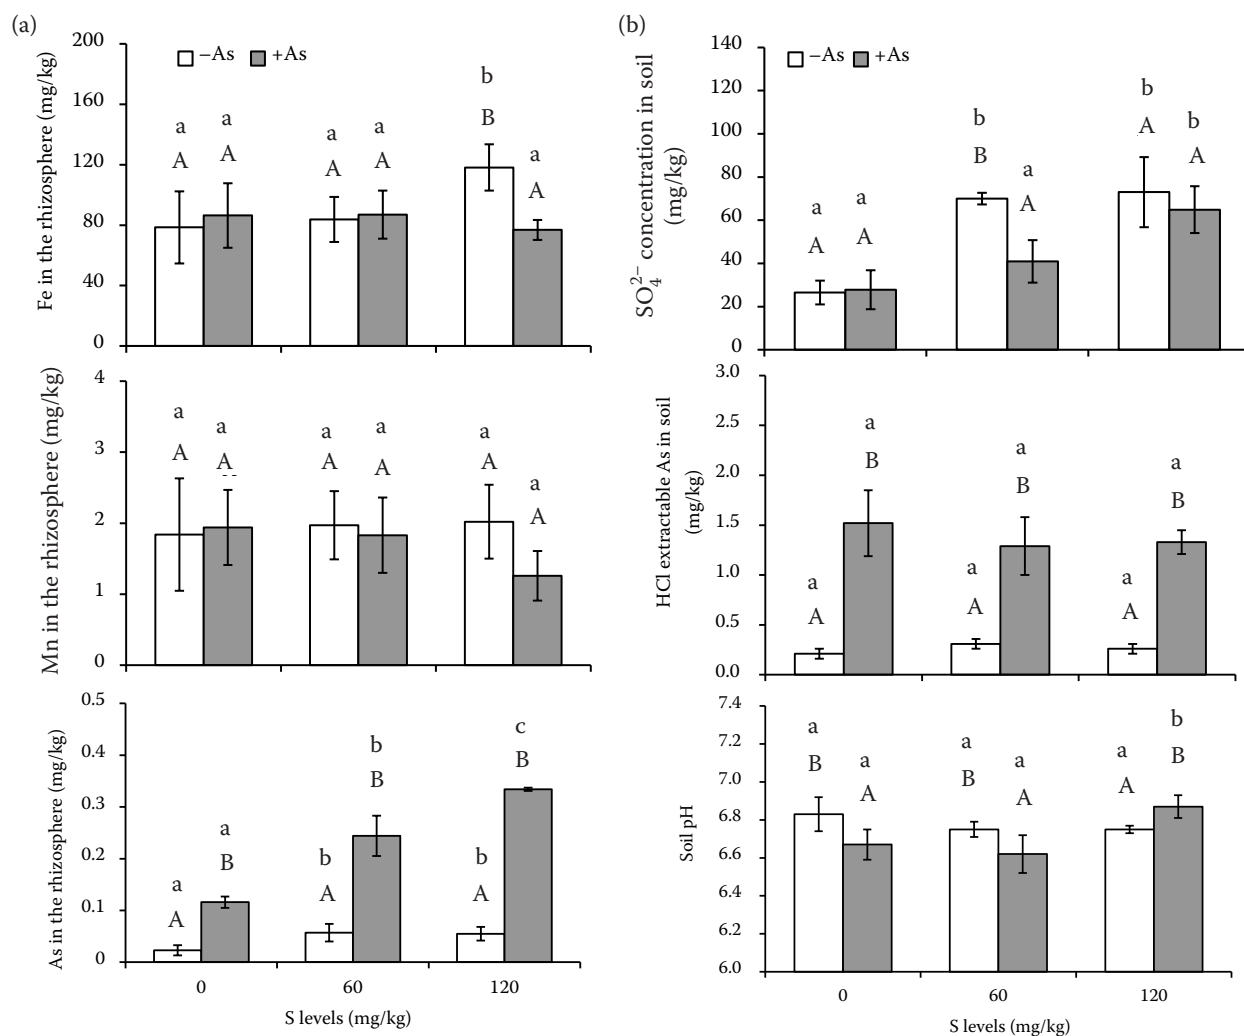 (a)
Fe in the rhizosphere (mg/kg)
200
160
120
80
40
0
–As +As
a a a a b a
A A A A B A
Mn in the rhizosphere (mg/kg)
4
3
2
1
0
a a a a a a
A A A A A A
As in the rhizosphere (mg/kg)
0.5
0.4
0.3
0.2
0.1
0
a a b b b c
A B A B A B
0 60 120
S levels (mg/kg)
(b)
SO₄²⁻ concentration in soil
(mg/kg)
140
120
100
80
60
40
20
0
–As +As
a a b a b b
A A B A A A
HCl extractable As in soil
(mg/kg)
3.0
2.5
2.0
1.5
1.0
0.5
0.0
a a a a a a
A B A B A B
Soil pH
7.4
7.2
7.0
6.8
6.6
6.4
6.2
6.0
a a a a a b
B A B A A B
0 60 120
S levels (mg/kg)